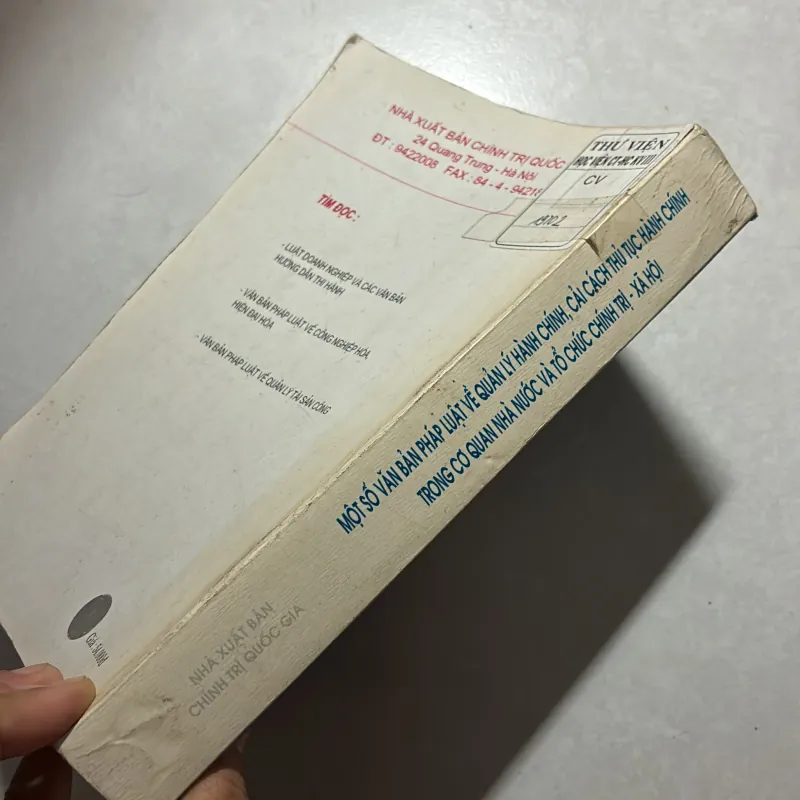 NHÀ XUẤT BẢN CHÍNH TRỊ QUỐC
24 Quang Trung - Hà Nội
ĐT : 9422008 FAX : 84 - 4 - 94218
THƯ VIỆN
CV
TÌM ĐỌC :
- LUẬT DOANH NGHIỆP VÀ CÁC VĂN BẢN
HƯỚNG DẪN THI HÀNH
- VĂN BẢN PHÁP LUẬT VỀ CÔNG NGHIỆP HÓA,
HIỆN ĐẠI HÓA
- VĂN BẢN PHÁP LUẬT VỀ QUẢN LÝ TÀI SẢN CÔNG
MỘT SỐ VĂN BẢN PHÁP LUẬT VỀ QUẢN LÝ HÀNH CHÍNH, CẢI CÁCH THỦ TỤC HÀNH CHÍNH
TRONG CƠ QUAN NHÀ NƯỚC VÀ TỔ CHỨC CHÍNH TRỊ - XÃ HỘI
NHÀ XUẤT BẢN
CHÍNH TRỊ QUỐC GIA
Giá :